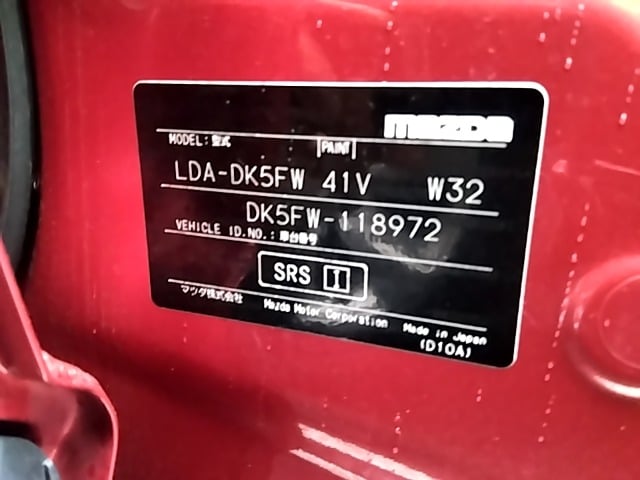 mazda
MODEL:型式 PAINT
LDA-DK5FW 41V W32
DK5FW-118972
VEHICLE ID.NO.:車台番号
SRS I
マツダ株式会社 Mazda Motor Corporation Made in Japan
(D10A)